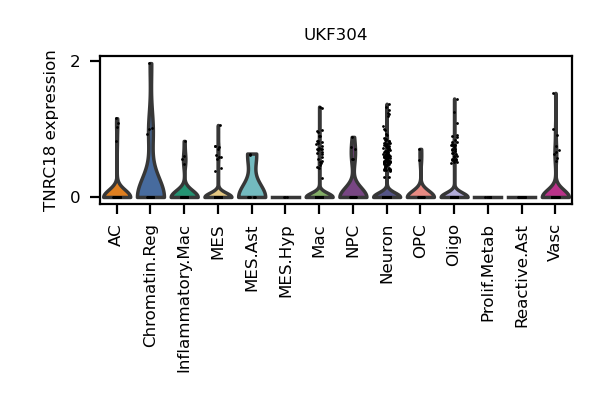 UKF304
TNRC18 expression
2
0
AC
Chromatin.Reg
Inflammatory.Mac
MES
MES.Ast
MES.Hyp
Mac
NPC
Neuron
OPC
Oligo
Prolif.Metab
Reactive.Ast
Vasc